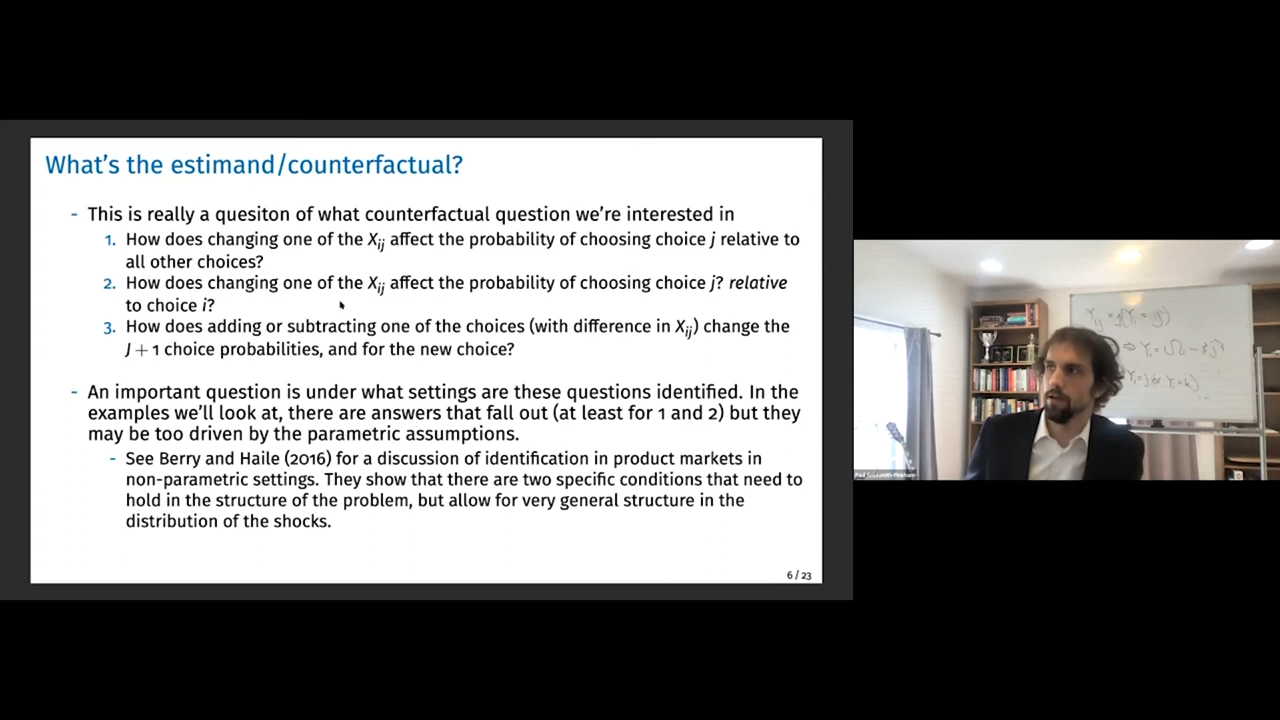 What's the estimand/counterfactual?
- This is really a quesiton of what counterfactual question we're interested in
1. How does changing one of the Xij affect the probability of choosing choice j relative to
all other choices?
2. How does changing one of the Xij affect the probability of choosing choice j? relative
to choice i?
3. How does adding or subtracting one of the choices (with difference in Xij) change the
J + 1 choice probabilities, and for the new choice?
- An important question is under what settings are these questions identified. In the
examples we'll look at, there are answers that fall out (at least for 1 and 2) but they
may be too driven by the parametric assumptions.
- See Berry and Haile (2016) for a discussion of identification in product markets in
non-parametric settings. They show that there are two specific conditions that need to
hold in the structure of the problem, but allow for very general structure in the
distribution of the shocks.
6 / 23
Paul Goldsmith-Pinkham